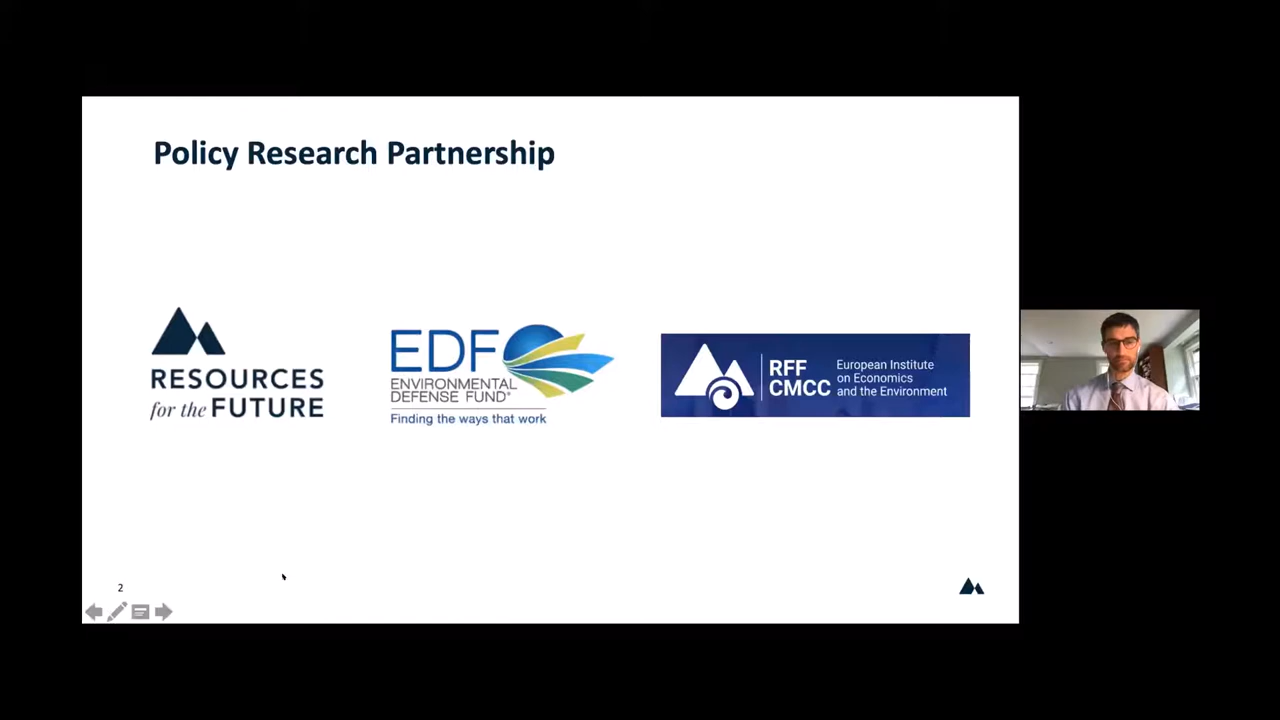 Policy Research Partnership
RESOURCES
for the FUTURE
EDF
ENVIRONMENTAL
DEFENSE FUND®
Finding the ways that work
RFF
CMCC
European Institute
on Economics
and the Environment
2